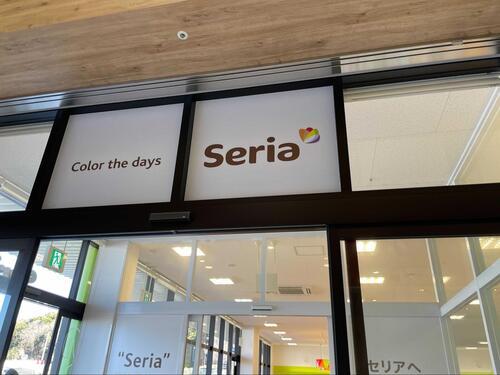 Color the days
Seria
"Seria"
セリアへ